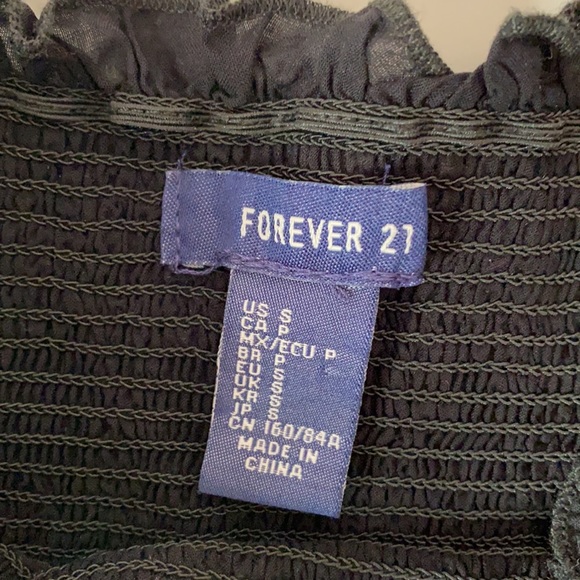 FOREVER 21
US S
CA P
MX/ECU P
BR P
EU S
UK S
KR S
JP S
CN 160/84A
MADE IN
CHINA